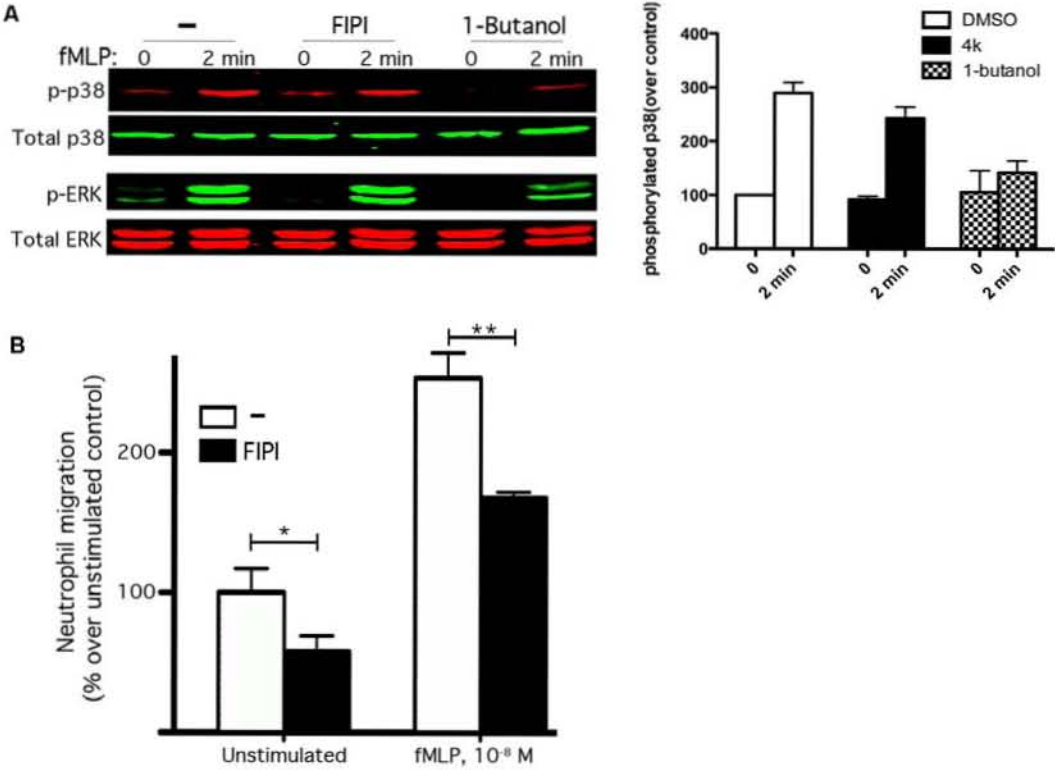 A
–
FIPI
1-Butanol
fMLP: 0 2 min 0 2 min 0 2 min
p-p38
Total p38
p-ERK
Total ERK
phosphorylated p38(over control)
400
300
200
100
0
0 2 min 0 2 min 0 2 min
DMSO
4k
1-butanol
B
Neutrophil migration
(% over unstimulated control)
200
100
–
FIPI
*
**
Unstimulated
fMLP, 10⁻⁸ M